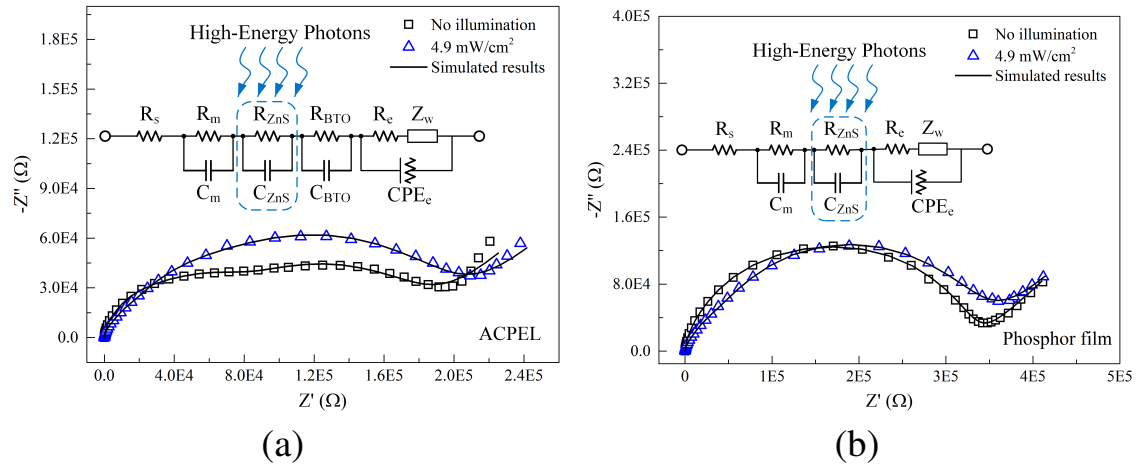 No illumination
4.9 mW/cm²
Simulated results
High-Energy Photons
R_s R_m R_ZnS R_BTO R_e Z_w
C_m C_ZnS C_BTO CPE_e
-Z'' (Ω)
1.8E5
1.5E5
1.2E5
9.0E4
6.0E4
3.0E4
0.0
ACPEL
0.0 4.0E4 8.0E4 1.2E5 1.6E5 2.0E5 2.4E5
Z' (Ω)
(a)
No illumination
4.9 mW/cm²
Simulated results
High-Energy Photons
R_s R_m R_ZnS R_e Z_w
C_m C_ZnS CPE_e
-Z'' (Ω)
4.0E5
3.2E5
2.4E5
1.6E5
8.0E4
0.0
Phosphor film
0 1E5 2E5 3E5 4E5 5E5
Z' (Ω)
(b)